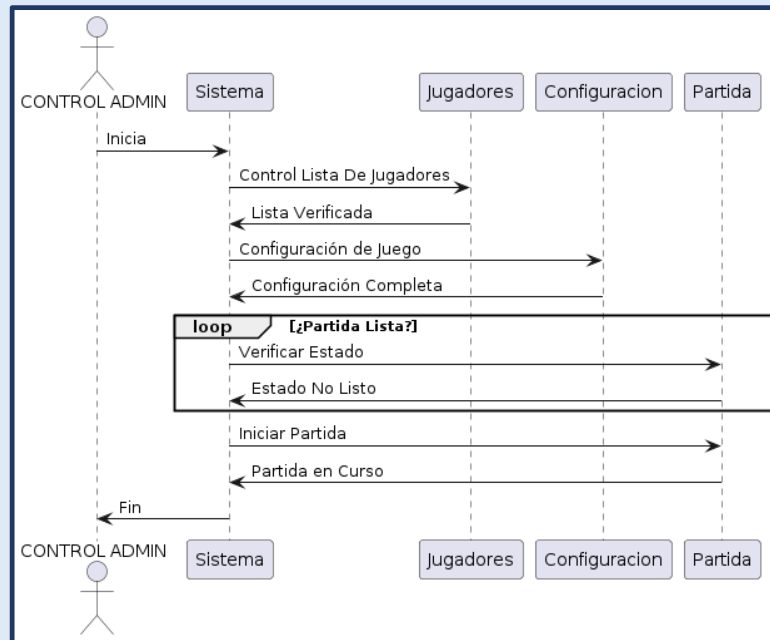 CONTROL ADMIN
Sistema
Jugadores
Configuracion
Partida
Inicia
Control Lista De Jugadores
Lista Verificada
Configuración de Juego
Configuración Completa
loop [¿Partida Lista?]
Verificar Estado
Estado No Listo
Iniciar Partida
Partida en Curso
Fin
CONTROL ADMIN
Sistema
Jugadores
Configuracion
Partida